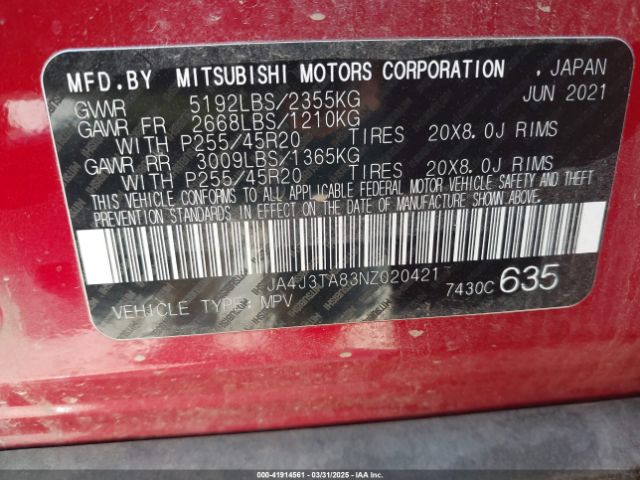 MFD.BY MITSUBISHI MOTORS CORPORATION , JAPAN
GVWR 5192LBS/2355KG JUN 2021
GAWR FR 2668LBS/1210KG
WITH P255/45R20 TIRES 20X8.0J RIMS
GAWR RR 3009LBS/1365KG
WITH P255/45R20 TIRES 20X8.0J RIMS
THIS VEHICLE CONFORMS TO ALL APPLICABLE FEDERAL MOTOR VEHICLE SAFETY AND THEFT
PREVENTION STANDARDS IN EFFECT ON THE DATE OF MANUFACTURE SHOWN ABOVE.
JA4J3TA83NZ020421
7430C 635
VEHICLE TYPE: MPV
000-41914561 03/31/2025 IAAI.COM